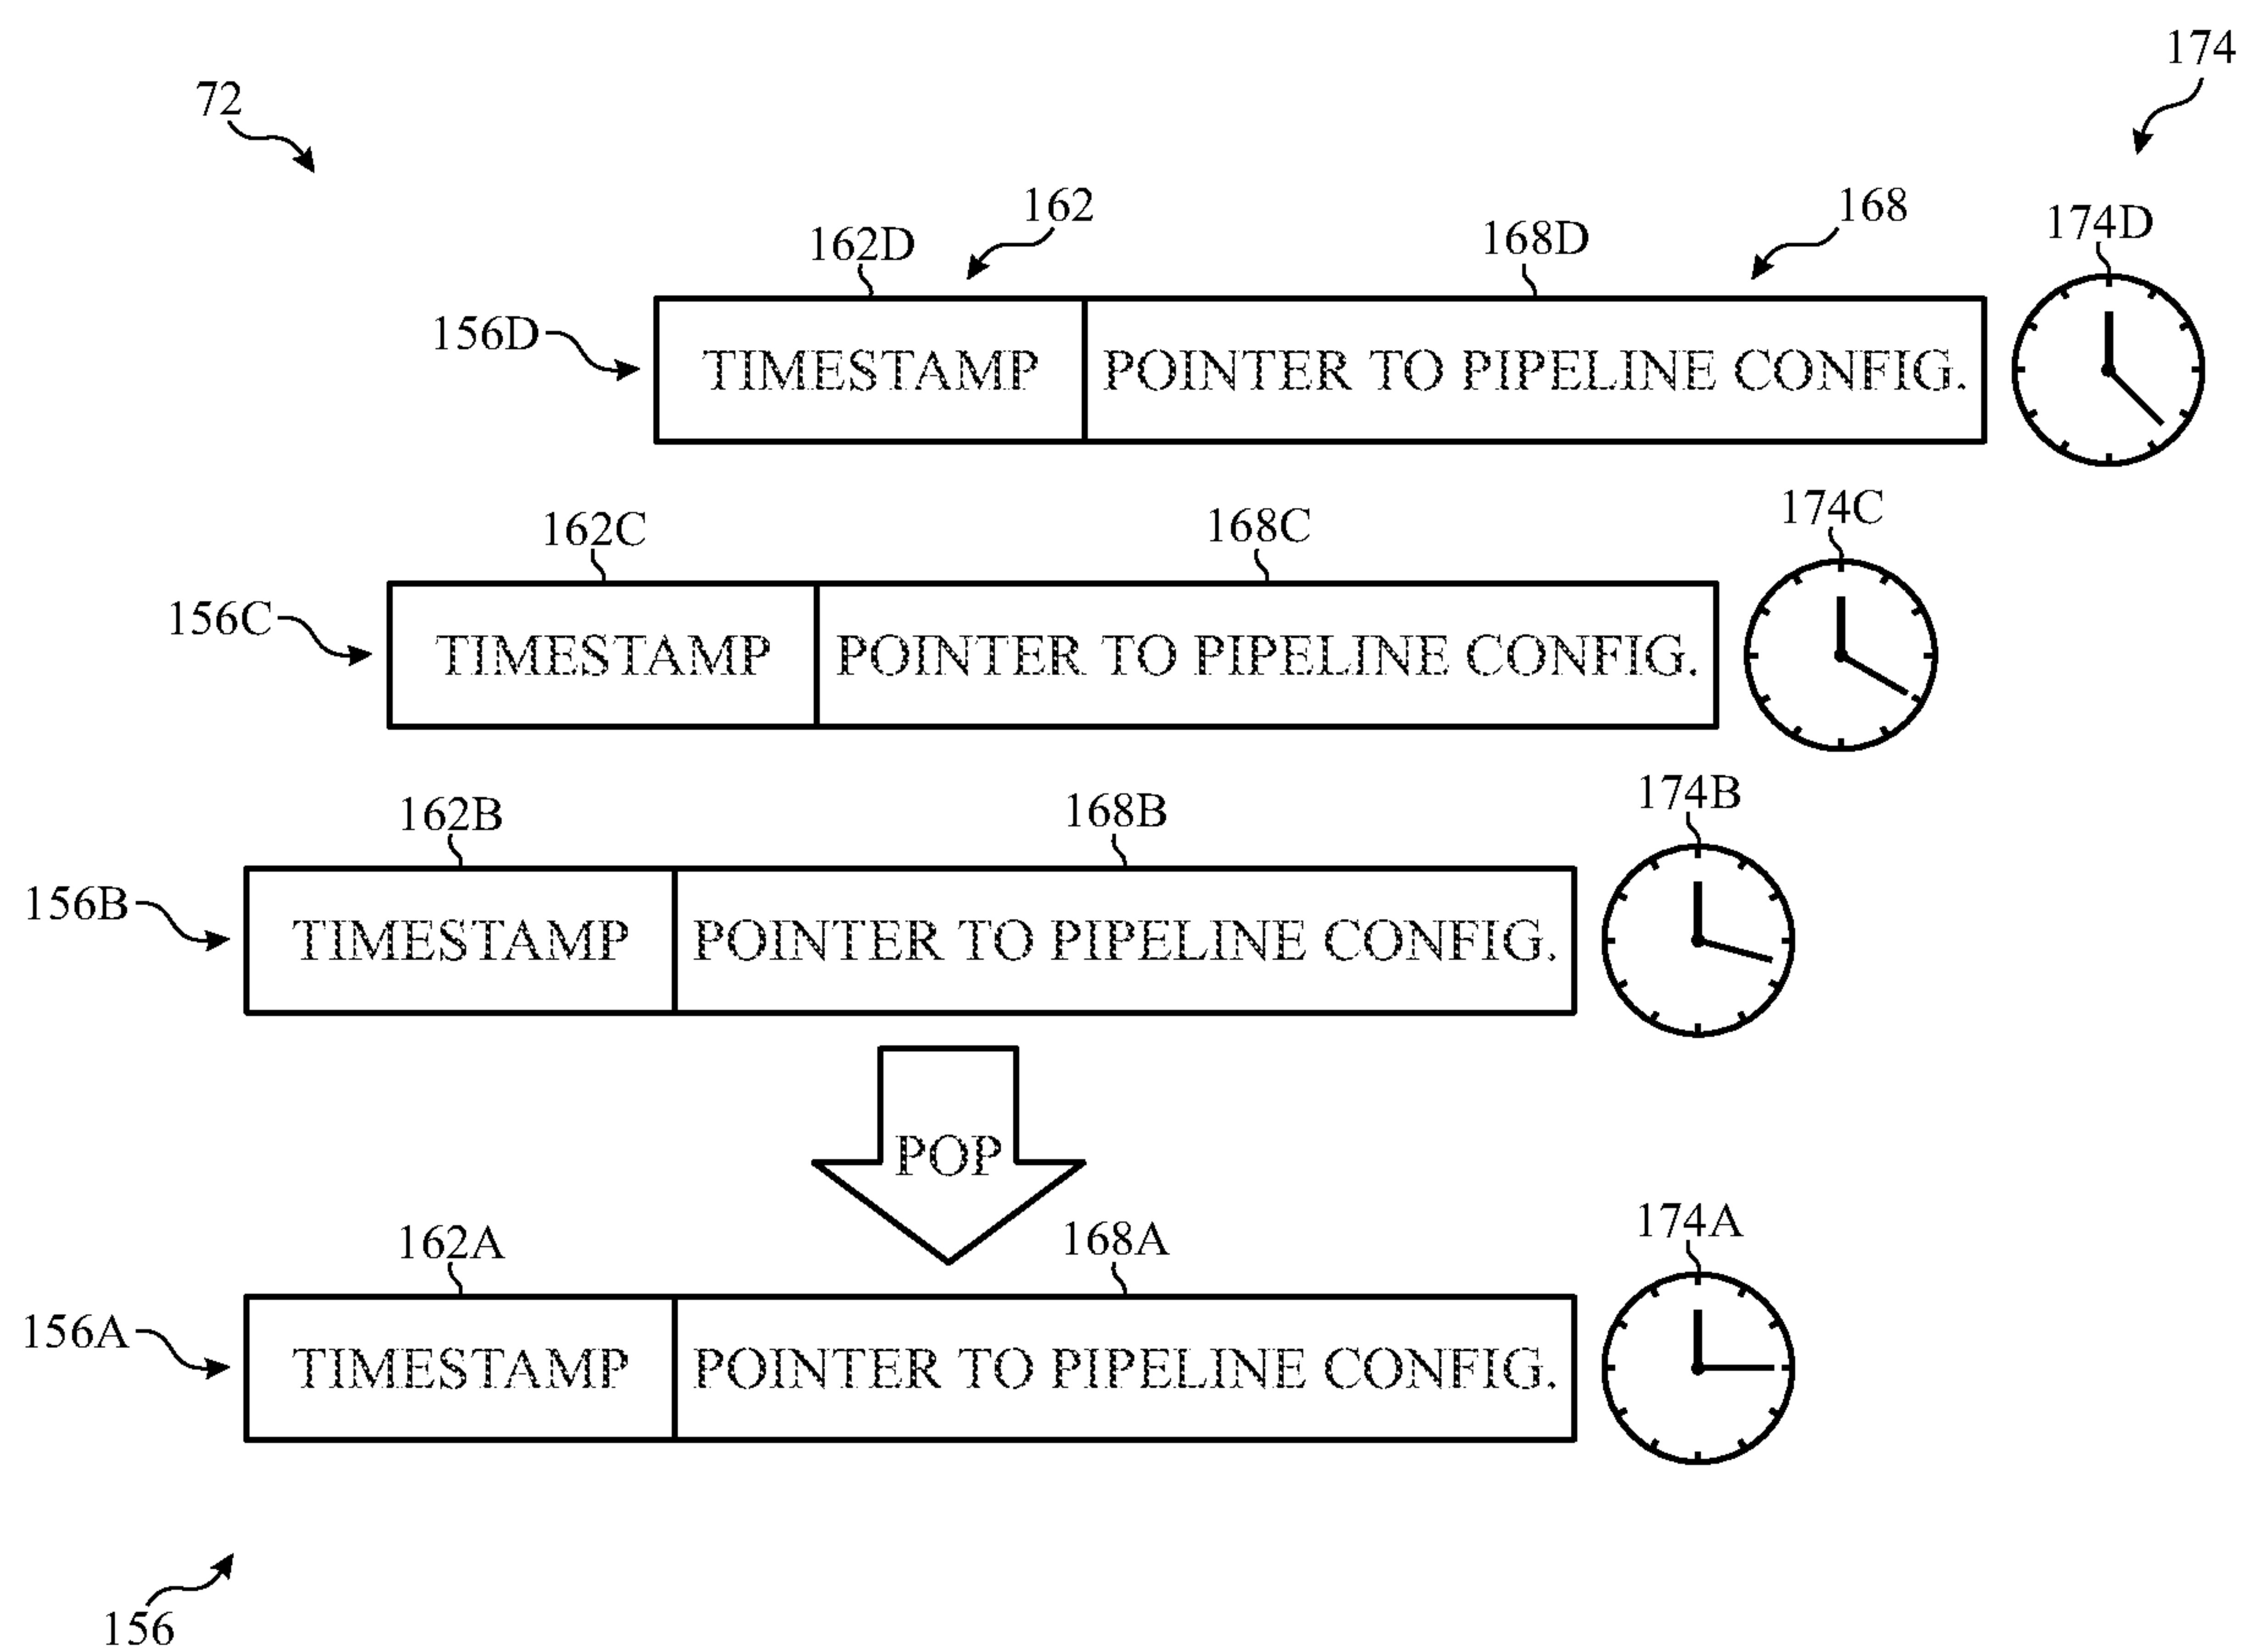 174
72
162
168
162D
168D
174D
156D
TIMESTAMP
POINTER TO PIPELINE CONFIG.
162C
168C
174C
156C
TIMESTAMP
POINTER TO PIPELINE CONFIG.
162B
168B
174B
156B
TIMESTAMP
POINTER TO PIPELINE CONFIG.
POP
162A
168A
174A
156A
TIMESTAMP
POINTER TO PIPELINE CONFIG.
156